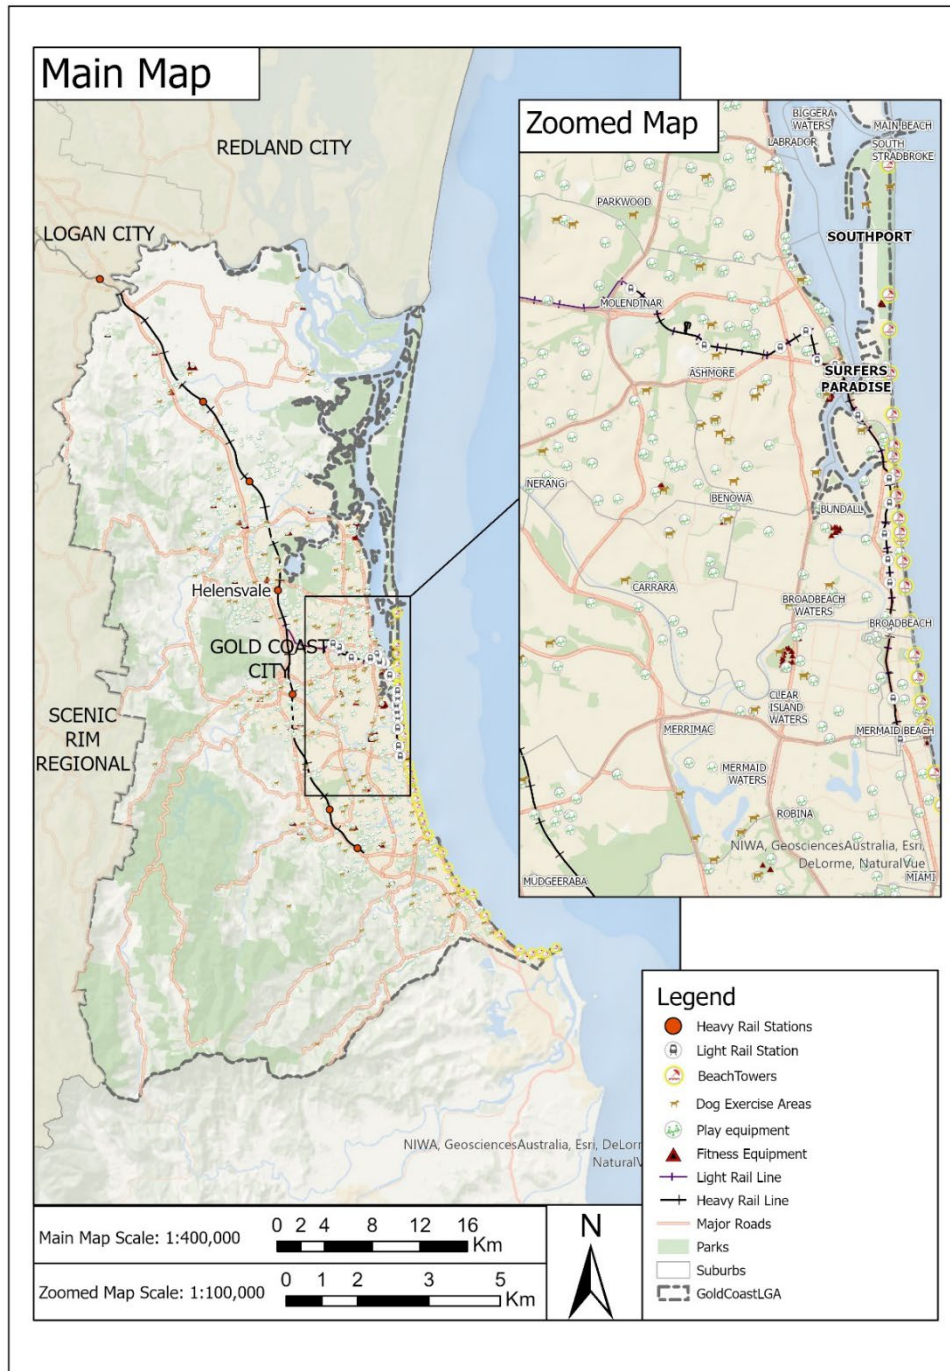 Main Map
REDLAND CITY
LOGAN CITY
Helensvale
GOLD COAST
CITY
SCENIC
RIM
REGIONAL
NIWA, GeosciencesAustralia, Esri, DeLorm
NaturalVu
Zoomed Map
BIGGERA
WATERS
LABRADOR
MAIN BEACH
SOUTH
STRADBROKE
PARKWOOD
SOUTHPORT
MOLENDINAR
ASHMORE
SURFERS
PARADISE
NERANG
BENOWA
BUNDALL
CARRARA
BROADBEACH
WATERS
BROADBEACH
CLEAR
ISLAND
WATERS
MERRIMAC
MERMAID BEACH
MERMAID
WATERS
ROBINA
NIWA, GeosciencesAustralia, Esri,
DeLorme, NaturalVue
MUDGEERABA
MIAMI
Legend
Heavy Rail Stations
Light Rail Station
BeachTowers
Dog Exercise Areas
Play equipment
Fitness Equipment
Light Rail Line
Heavy Rail Line
Major Roads
Parks
Suburbs
GoldCoastLGA
Main Map Scale: 1:400,000
0 2 4 8 12 16
Km
Zoomed Map Scale: 1:100,000
0 1 2 3 5
Km
N